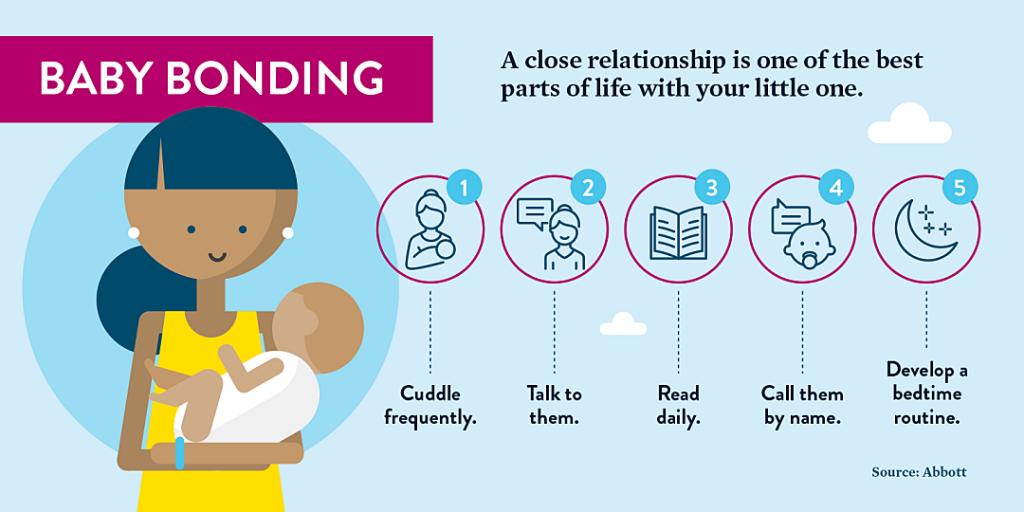 BABY BONDING
A close relationship is one of the best
parts of life with your little one.
1
2
3
4
5
Cuddle
frequently.
Talk to
them.
Read
daily.
Call them
by name.
Develop a
bedtime
routine.
Source: Abbott